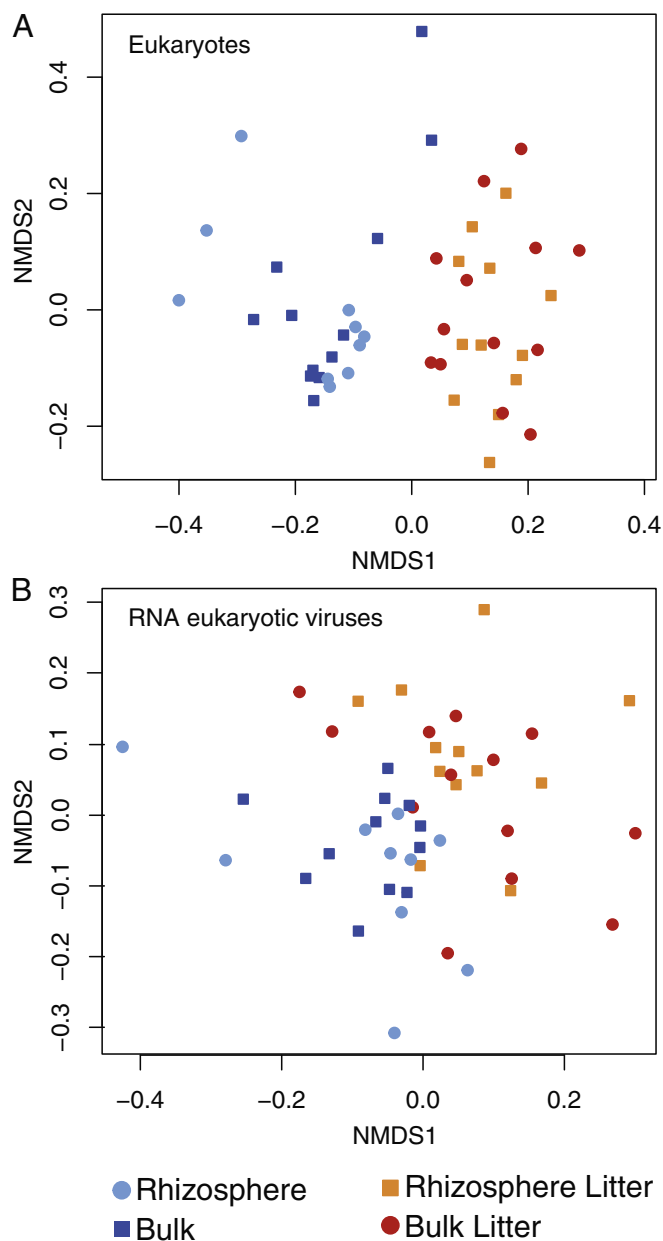 A
Eukaryotes
NMDS2
0.4
0.2
0.0
−0.2
−0.4
−0.2
0.0
0.2
0.4
NMDS1
B
RNA eukaryotic viruses
NMDS2
0.3
0.2
0.1
0.0
−0.1
−0.2
−0.3
−0.4
−0.2
0.0
0.2
NMDS1
Rhizosphere
Rhizosphere Litter
Bulk
Bulk Litter